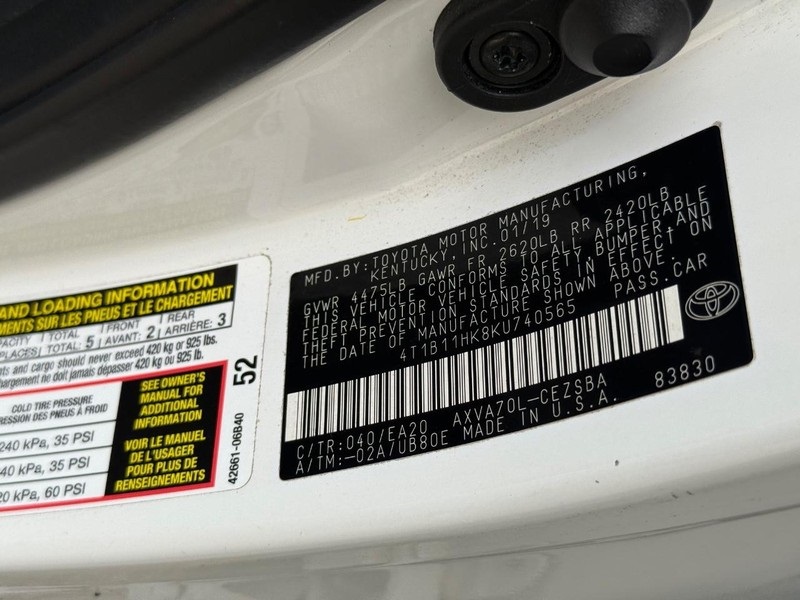 AND LOADING INFORMATION
MENTS SUR LES PNEUS ET LE CHARGEMENT
TOTAL FRONT REAR
TOTAL: 5 AVANT: 2 ARRIÈRE: 3
and cargo should never exceed 420 kg or 925 lbs.
chargement ne doit jamais dépasser 420 kg ou 925 lb.
COLD TIRE PRESSURE
PRESSION DES PNEUS À FROID
240 kPa, 35 PSI
240 kPa, 35 PSI
420 kPa, 60 PSI
SEE OWNER'S
MANUAL FOR
ADDITIONAL
INFORMATION
VOIR LE MANUEL
DE L'USAGER
POUR PLUS DE
RENSEIGNEMENTS
52
42661-06B40
MFD.BY:TOYOTA MOTOR MANUFACTURING,
KENTUCKY,INC.01/19
GVWR 4475LB GAWR FR 2620LB RR 2420LB
THIS VEHICLE CONFORMS TO ALL APPLICABLE
FEDERAL MOTOR VEHICLE SAFETY,BUMPER,AND
THEFT PREVENTION STANDARDS IN EFFECT ON
THE DATE OF MANUFACTURE SHOWN ABOVE.
4T1B11HK8KU740565 PASS.CAR
C/TR:040/EA20 AXVA70L-CEZSBA 83830
A/TM:-02A/UB80E MADE IN U.S.A.